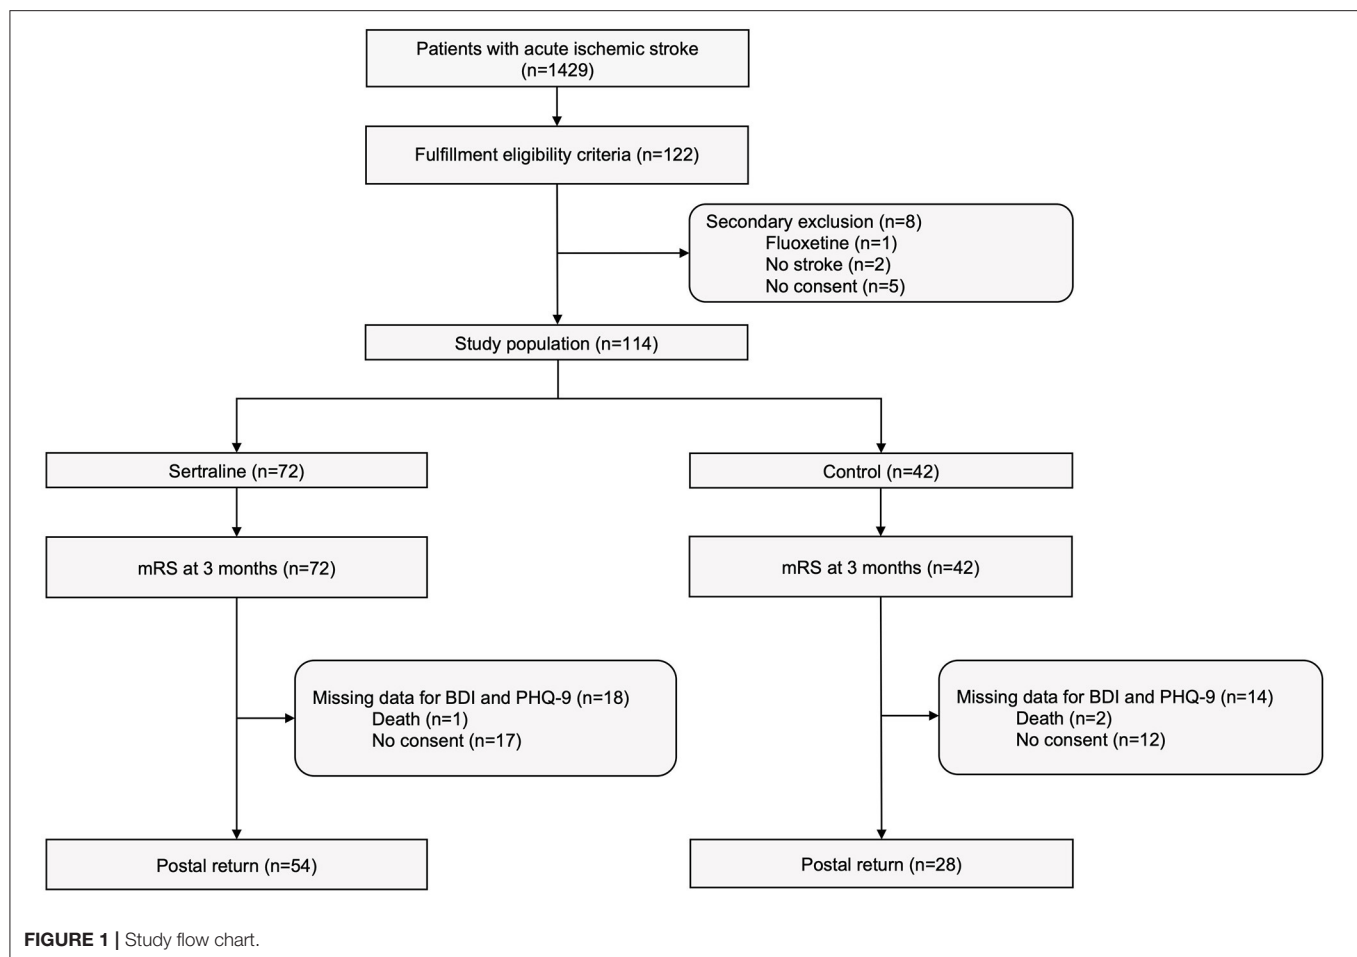 Patients with acute ischemic stroke
(n=1429)
Fulfillment eligibility criteria (n=122)
Secondary exclusion (n=8)
Fluoxetine (n=1)
No stroke (n=2)
No consent (n=5)
Study population (n=114)
Sertraline (n=72)
Control (n=42)
mRS at 3 months (n=72)
mRS at 3 months (n=42)
Missing data for BDI and PHQ-9 (n=18)
Death (n=1)
No consent (n=17)
Missing data for BDI and PHQ-9 (n=14)
Death (n=2)
No consent (n=12)
Postal return (n=54)
Postal return (n=28)
FIGURE 1 | Study flow chart.